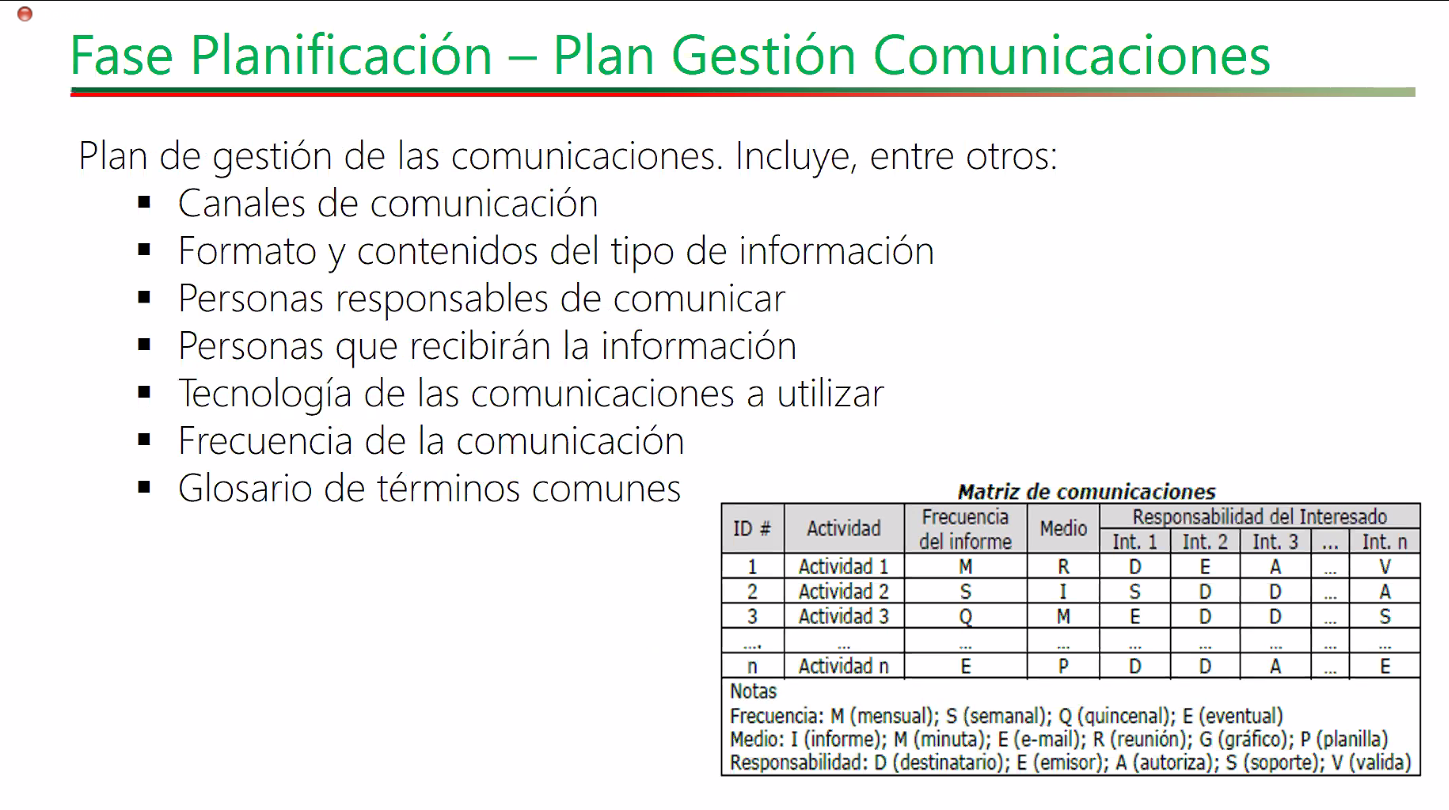 Fase Planificación – Plan Gestión Comunicaciones
Plan de gestión de las comunicaciones. Incluye, entre otros:
▪ Canales de comunicación
▪ Formato y contenidos del tipo de información
▪ Personas responsables de comunicar
▪ Personas que recibirán la información
▪ Tecnología de las comunicaciones a utilizar
▪ Frecuencia de la comunicación
▪ Glosario de términos comunes
Matriz de comunicaciones
ID # Actividad Frecuencia del informe Medio Responsabilidad del Interesado
Int. 1 Int. 2 Int. 3 ... Int. n
1 Actividad 1 M R D E A ... V
2 Actividad 2 S I S D D ... A
3 Actividad 3 Q M E D D ... S
.... ... ... ... ... ... ... ... ...
n Actividad n E P D D A ... E
Notas
Frecuencia: M (mensual); S (semanal); Q (quincenal); E (eventual)
Medio: I (informe); M (minuta); E (e-mail); R (reunión); G (gráfico); P (planilla)
Responsabilidad: D (destinatario); E (emisor); A (autoriza); S (soporte); V (valida)